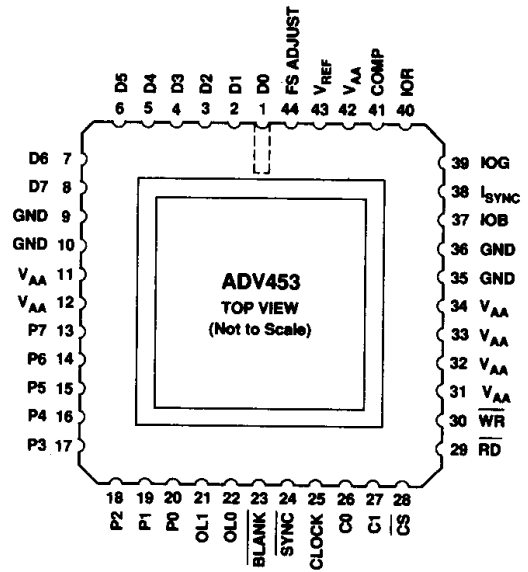 D5 D4 D3 D2 D1 D0 FS ADJUST VREF VAA COMP IOR
6 5 4 3 2 1 44 43 42 41 40
D6 7
D7 8
GND 9
GND 10
VAA 11
VAA 12
P7 13
P6 14
P5 15
P4 16
P3 17
ADV453
TOP VIEW
(Not to Scale)
39 IOG
38 ISYNC
37 IOB
36 GND
35 GND
34 VAA
33 VAA
32 VAA
31 VAA
30 WR
29 RD
18 19 20 21 22 23 24 25 26 27 28
P2 P1 P0 OL1 OL0 BLANK SYNC CLOCK C0 C1 CS